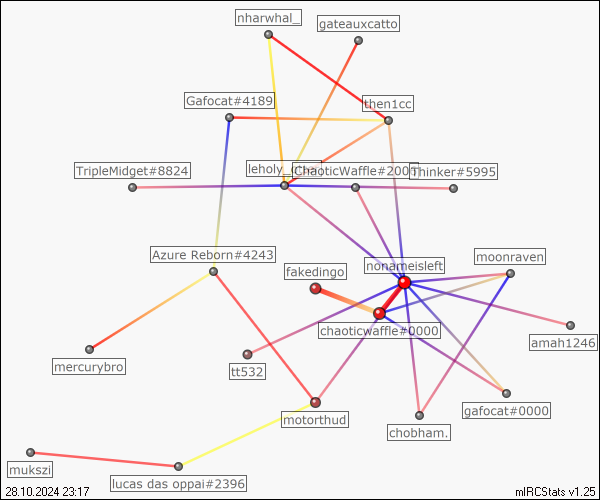 nharwhal_
gateauxcatto
Gafocat#4189
then1cc
TripleMidget#8824
leholy_
ChaoticWaffle#200
Thinker#5995
Azure Reborn#4243
nonameisleft
moonraven
fakedingo
chaoticwaffle#0000
amah1246
mercurybro
tt532
motorthud
chobham.
gafocat#0000
mukszi
lucas das oppai#2396
28.10.2024 23:17
mIRCStats v1.25